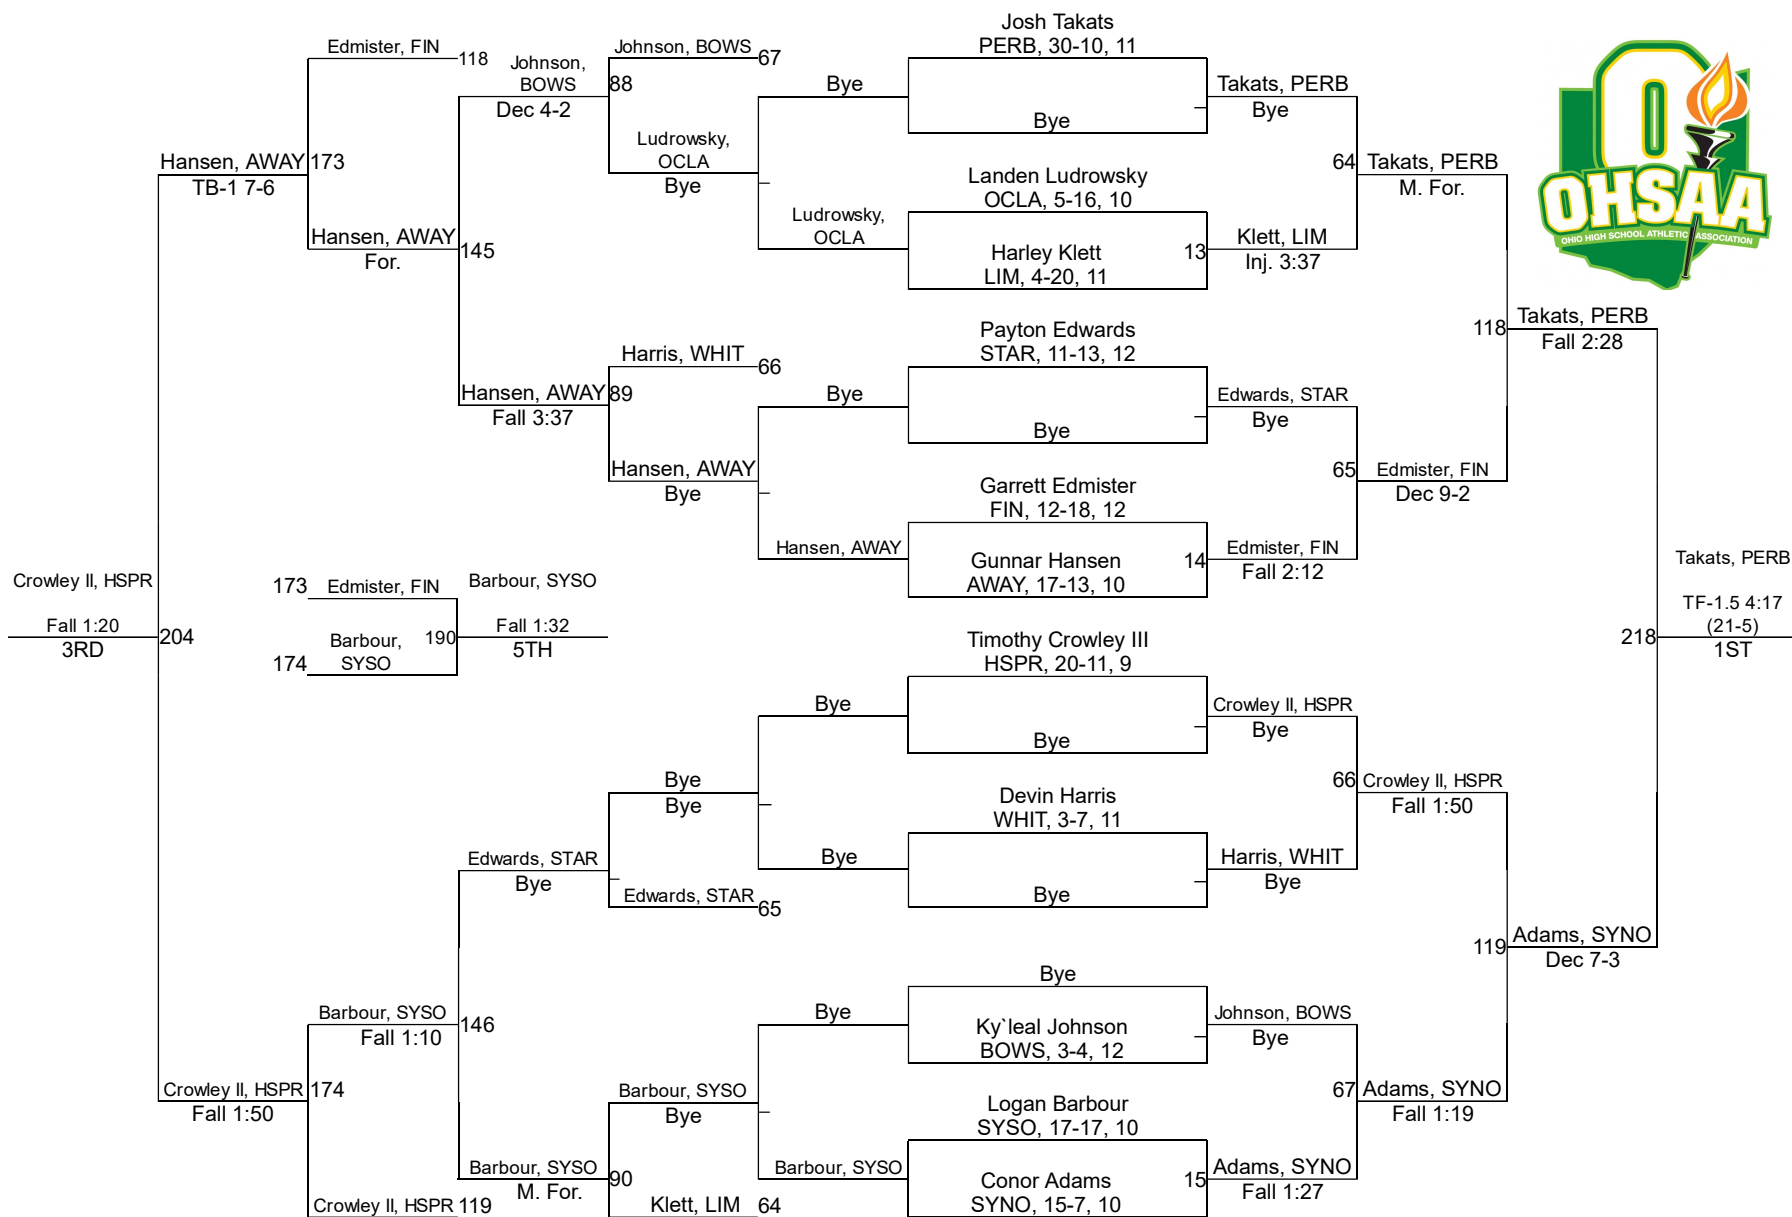 Josh Takats
PERB, 30-10, 11
Bye
Landen Ludrowsky
OCLA, 5-16, 10
Harley Klett
LIM, 4-20, 11
13
Payton Edwards
STAR, 11-13, 12
Bye
Garrett Edmister
FIN, 12-18, 12
Gunnar Hansen
AWAY, 17-13, 10
14
Timothy Crowley III
HSPR, 20-11, 9
Bye
Devin Harris
WHIT, 3-7, 11
Bye
Bye
Ky`leal Johnson
BOWS, 3-4, 12
Logan Barbour
SYSO, 17-17, 10
Conor Adams
SYNO, 15-7, 10
15
Takats, PERB
Bye
64
Klett, LIM
Inj. 3:37
Edwards, STAR
Bye
65
Edmister, FIN
Fall 2:12
Crowley II, HSPR
Bye
66
Harris, WHIT
Bye
Johnson, BOWS
Bye
67
Adams, SYNO
Fall 1:27
Takats, PERB
M. For.
118
Edmister, FIN
Dec 9-2
Crowley II, HSPR
Fall 1:50
119
Adams, SYNO
Fall 1:19
Takats, PERB
Fall 2:28
218
Adams, SYNO
Dec 7-3
Takats, PERB
TF-1.5 4:17
(21-5)
1ST
OHSAA
OHIO HIGH SCHOOL ATHLETIC ASSOCIATION
Bye
Ludrowsky,
OCLA
Bye
Hansen, AWAY
Bye
Bye
Bye
Barbour, SYSO
Johnson, BOWS
67
88
Ludrowsky,
OCLA
Bye
Harris, WHIT
66
89
Hansen, AWAY
Bye
Bye
Bye
Edwards, STAR
65
Barbour, SYSO
Bye
90
Klett, LIM
64
Johnson,
BOWS
Dec 4-2
145
Hansen, AWAY
Fall 3:37
Edwards, STAR
Bye
146
Barbour, SYSO
M. For.
Edmister, FIN
118
173
Hansen, AWAY
For.
Barbour, SYSO
Fall 1:10
174
Crowley II, HSPR
119
Hansen, AWAY
TB-1 7-6
204
Crowley II, HSPR
Fall 1:50
Crowley II, HSPR
Fall 1:20
3RD
173
Edmister, FIN
174
Barbour,
SYSO
190
Barbour, SYSO
Fall 1:32
5TH